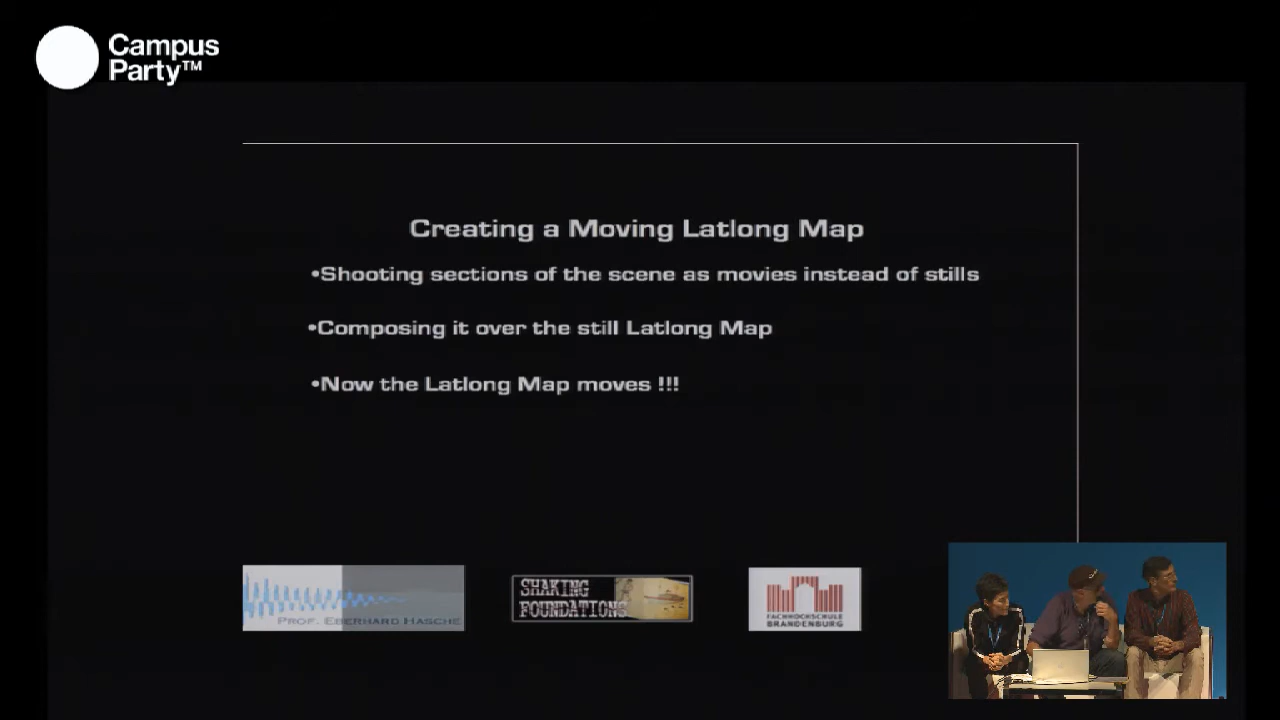 Campus
Party™
Creating a Moving Latlong Map
•Shooting sections of the scene as movies instead of stills
•Composing it over the still Latlong Map
•Now the Latlong Map moves !!!
PROF. EBERHARD HASCHE
SHAKING
FOUNDATIONS
FACHHOCHSCHULE
BRANDENBURG